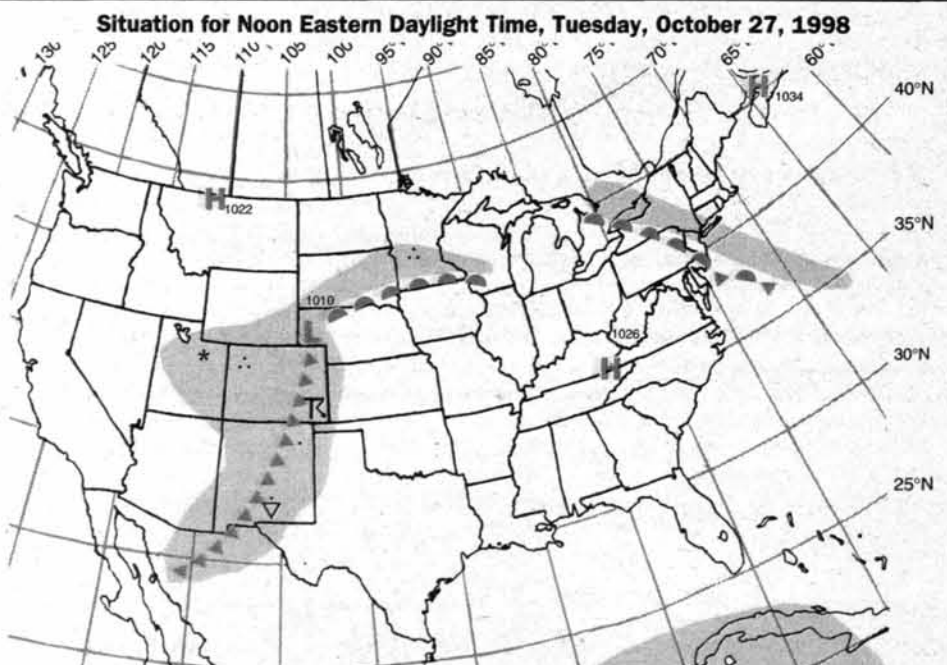 Situation for Noon Eastern Daylight Time, Tuesday, October 27, 1998
130 125 120 115 110 105 100 95° 90° 85° 80° 75° 70° 65° 60°
40°N
H 1034
H 1022
35°N
1010
L
1026
H
30°N
25°N